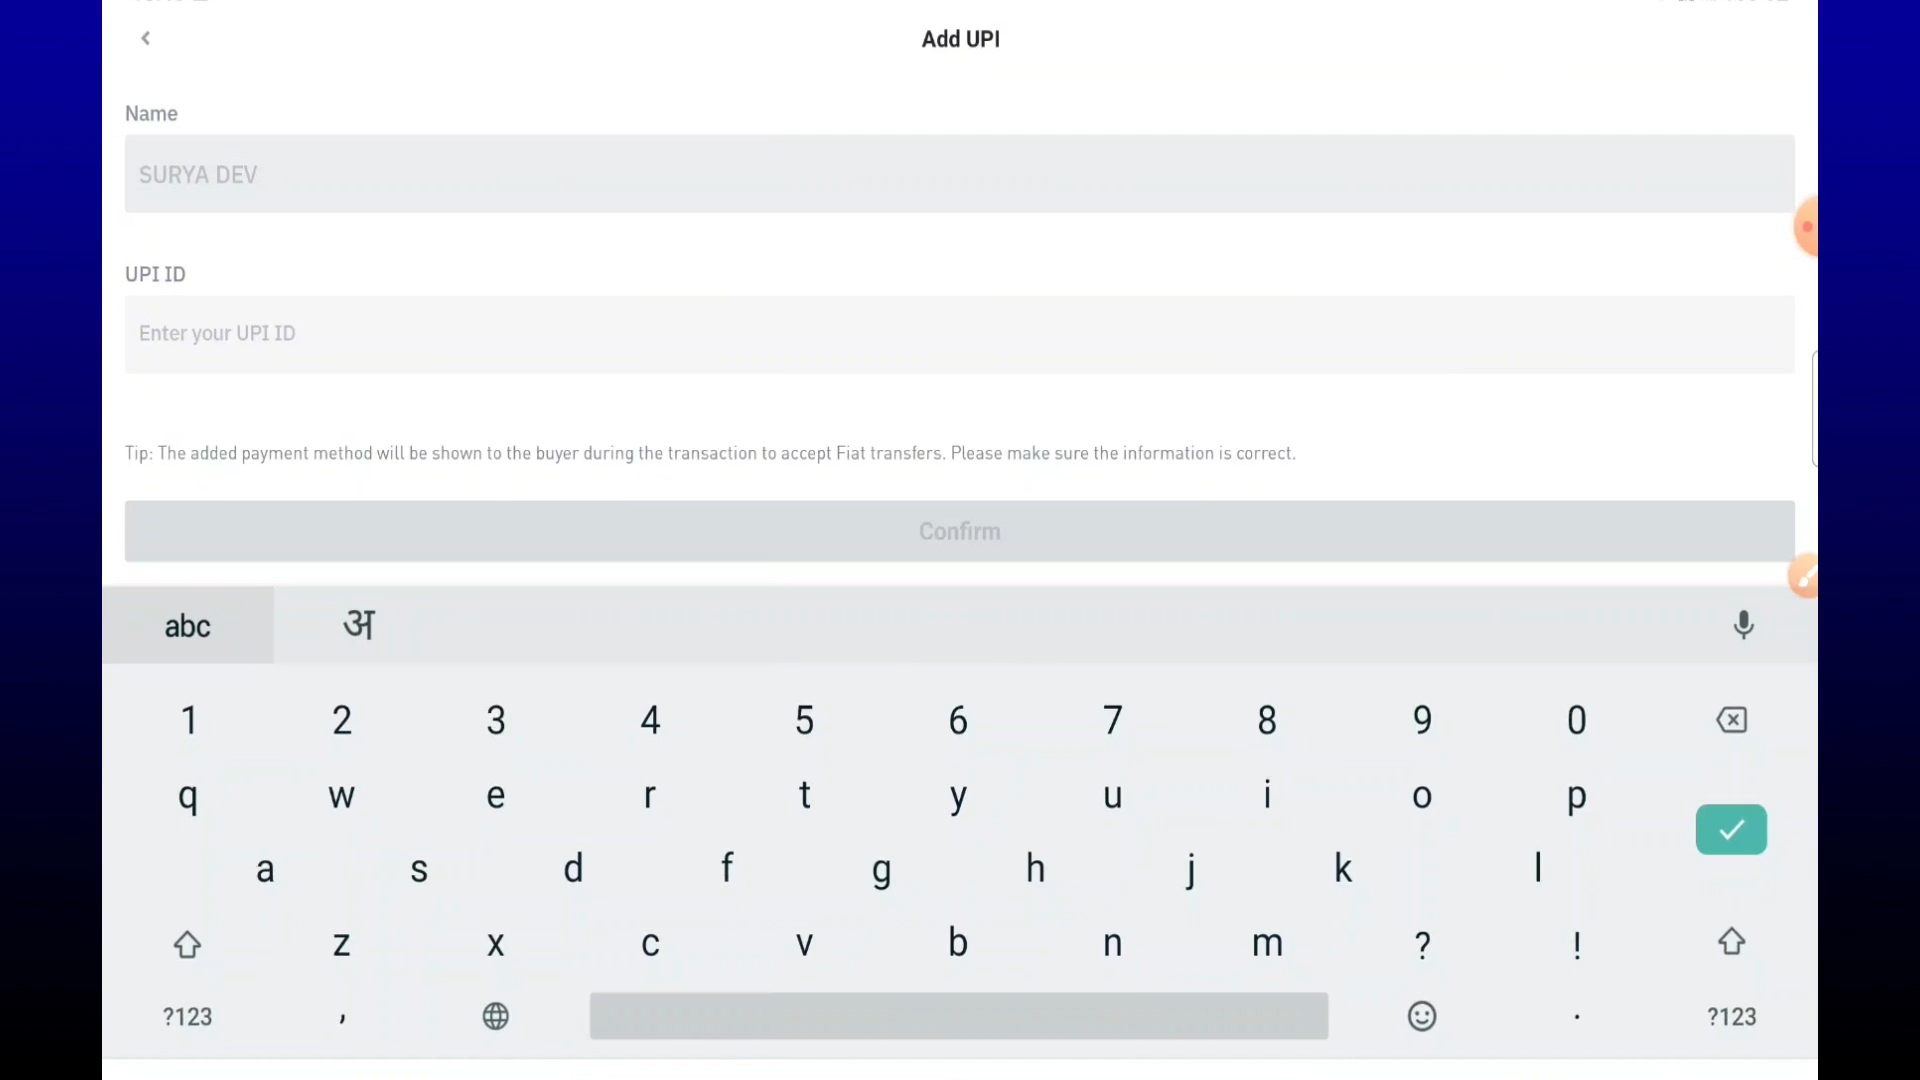 Add UPI
Name
SURYA DEV
UPI ID
Enter your UPI ID
Tip: The added payment method will be shown to the buyer during the transaction to accept Fiat transfers. Please make sure the information is correct.
Confirm
abc अ
1 2 3 4 5 6 7 8 9 0
q w e r t y u i o p
a s d f g h j k l
z x c v b n m ? !
?123 , . ?123